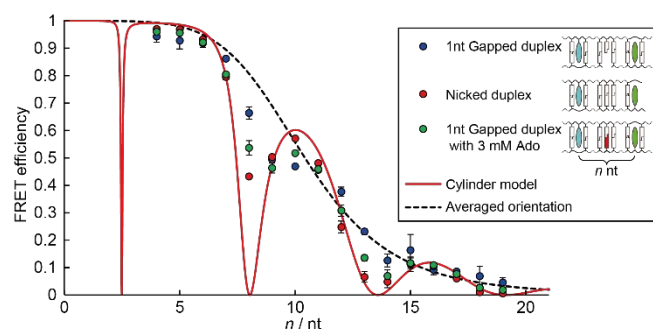 FRET efficiency
1
0.9
0.8
0.7
0.6
0.5
0.4
0.3
0.2
0.1
0
0 5 10 15 20
n / nt
1nt Gapped duplex
Nicked duplex
1nt Gapped duplex
with 3 mM Ado
n nt
Cylinder model
Averaged orientation